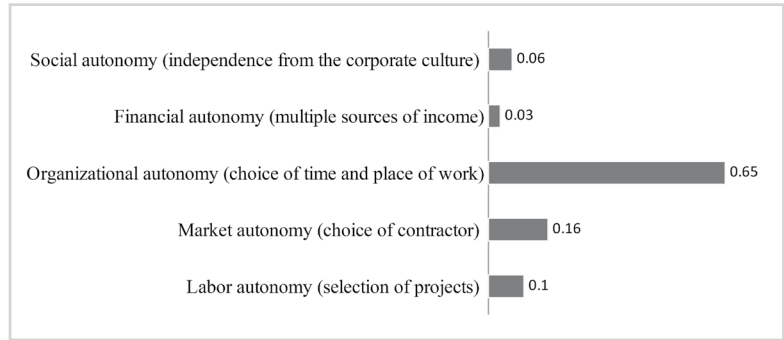 Social autonomy (independence from the corporate culture) 0.06
Financial autonomy (multiple sources of income) 0.03
Organizational autonomy (choice of time and place of work) 0.65
Market autonomy (choice of contractor) 0.16
Labor autonomy (selection of projects) 0.1